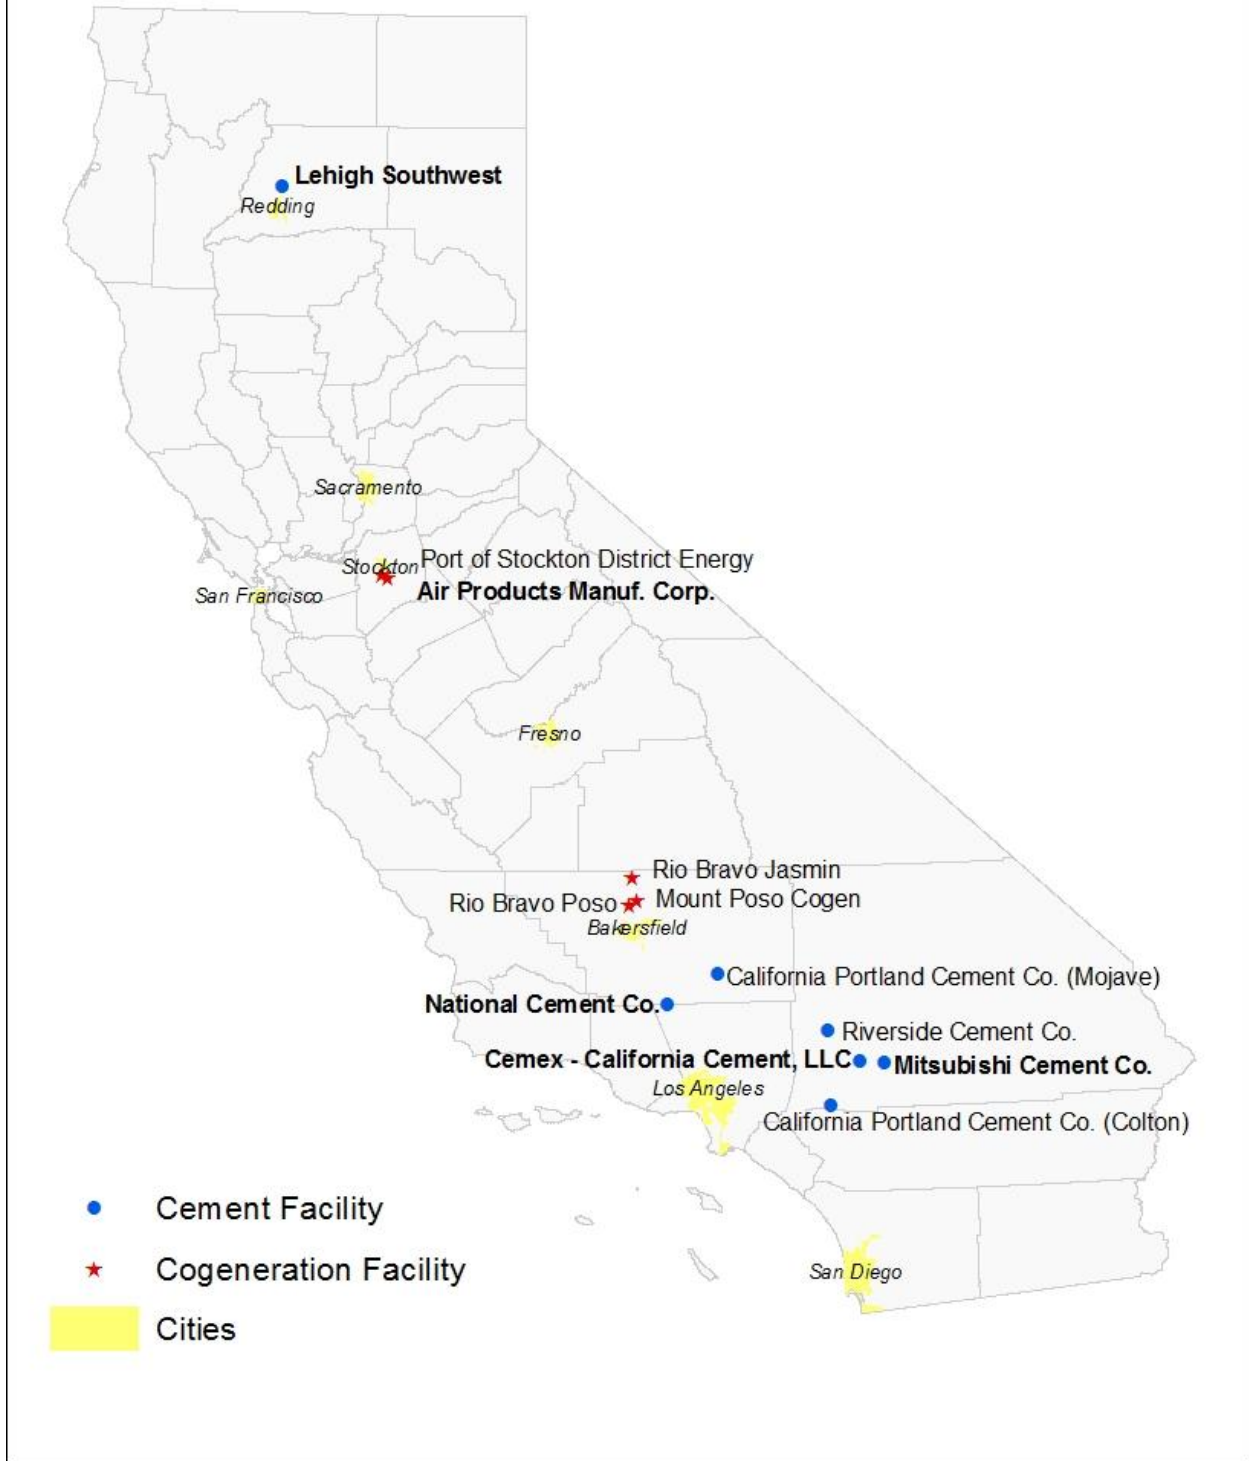 Lehigh Southwest
Redding
Sacramento
Port of Stockton District Energy
Stockton
Air Products Manuf. Corp.
San Francisco
Fresno
Rio Bravo Jasmin
Mount Poso Cogen
Rio Bravo Poso
Bakersfield
California Portland Cement Co. (Mojave)
National Cement Co.
Riverside Cement Co.
Cemex - California Cement, LLC
Mitsubishi Cement Co.
Los Angeles
California Portland Cement Co. (Colton)
Cement Facility
Cogeneration Facility
San Diego
Cities